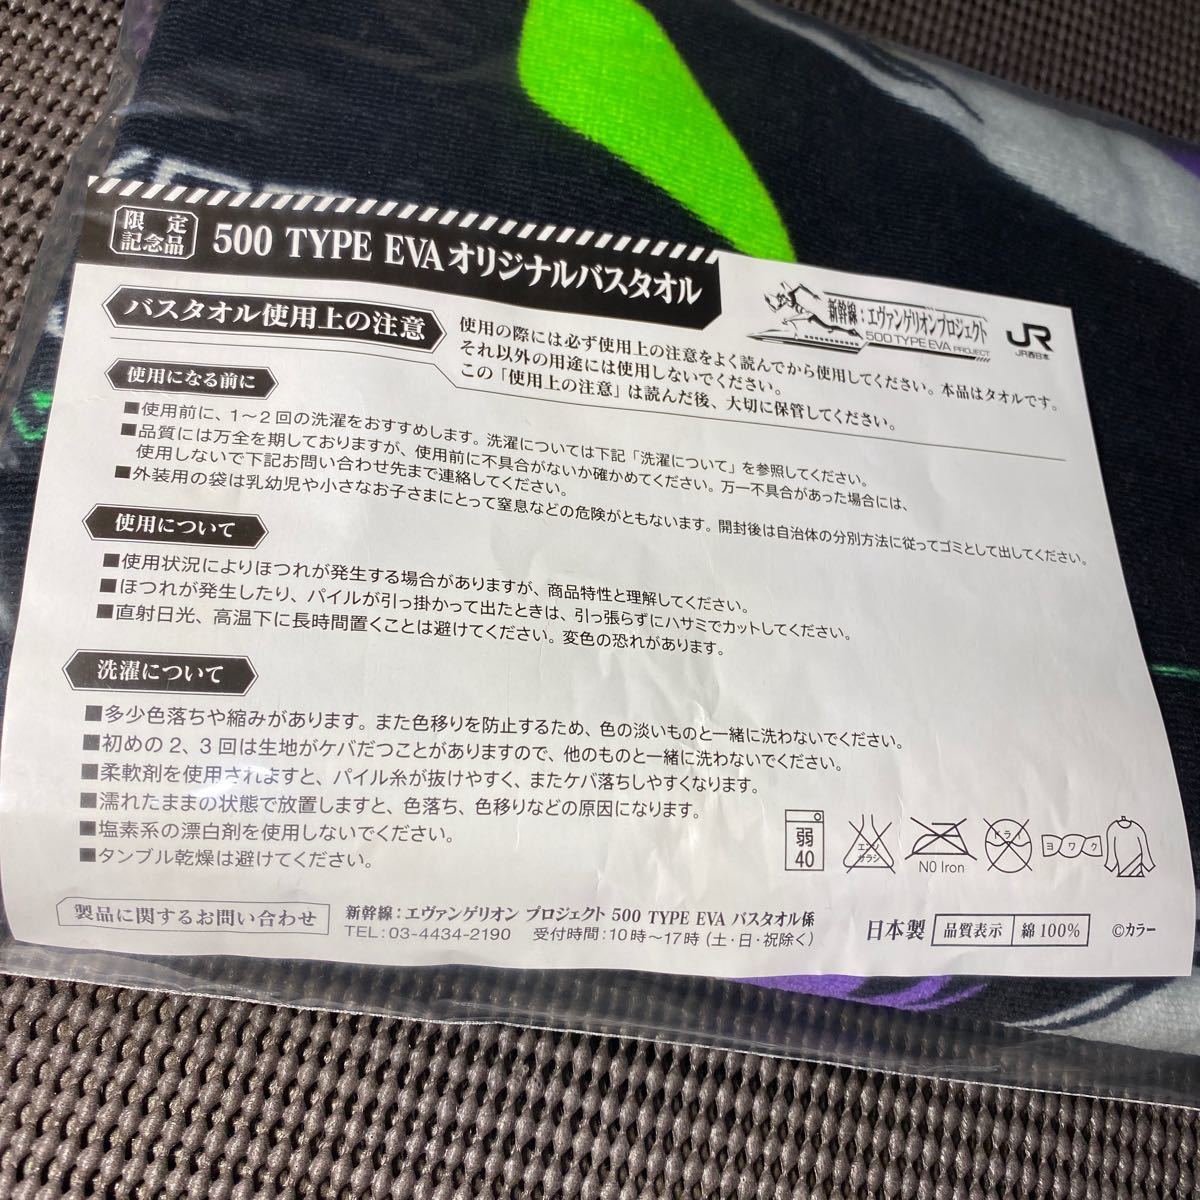 限定
記念品
500 TYPE EVAオリジナルバスタオル
新幹線:エヴァンゲリオンプロジェクト
500 TYPE EVA PROJECT
JR
JR西日本
バスタオル使用上の注意
使用の際には必ず使用上の注意をよく読んでから使用してください。本品はタオルです。
それ以外の用途には使用しないでください。
この「使用上の注意」は読んだ後、大切に保管してください。
使用になる前に
■使用前に、1〜2回の洗濯をおすすめします。洗濯については下記「洗濯について」を参照してください。
■品質には万全を期しておりますが、使用前に不具合がないか確かめてください。万一不具合があった場合には、
使用しないで下記お問い合わせ先まで連絡してください。
■外装用の袋は乳幼児や小さなお子さまにとって窒息などの危険がともないます。開封後は自治体の分別方法に従ってゴミとして出してください。
使用について
■使用状況によりほつれが発生する場合がありますが、商品特性と理解してください。
■ほつれが発生したり、パイルが引っ掛かって出たときは、引っ張らずにハサミでカットしてください。
■直射日光、高温下に長時間置くことは避けてください。変色の恐れがあります。
洗濯について
■多少色落ちや縮みがあります。また色移りを防止するため、色の淡いものと一緒に洗わないでください。
■初めの2、3回は生地がケバだつことがありますので、他のものと一緒に洗わないでください。
■柔軟剤を使用されますと、パイル糸が抜けやすく、またケバ落ちしやすくなります。
■濡れたままの状態で放置しますと、色落ち、色移りなどの原因になります。
■塩素系の漂白剤を使用しないでください。
■タンブル乾燥は避けてください。
弱
40
エンソ
サラシ
NO Iron
ドライ
ヨワク
製品に関するお問い合わせ
新幹線:エヴァンゲリオン プロジェクト 500 TYPE EVA バスタオル係
TEL:03-4434-2190 受付時間:10時〜17時(土・日・祝除く)
日本製
品質表示
綿100%
©カラー